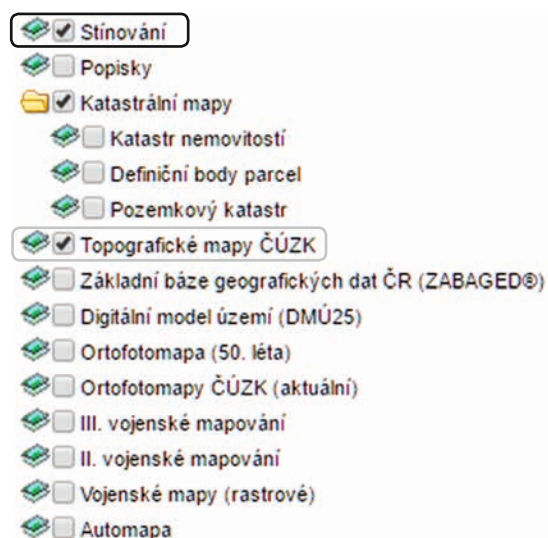 Stínování
Popisky
Katastrální mapy
Katastr nemovitostí
Definiční body parcel
Pozemkový katastr
Topografické mapy ČÚZK
Základní báze geografických dat ČR (ZABAGED®)
Digitální model území (DMÚ25)
Ortofotomapa (50. léta)
Ortofotomapy ČÚZK (aktuální)
III. vojenské mapování
II. vojenské mapování
Vojenské mapy (rastrové)
Automapa